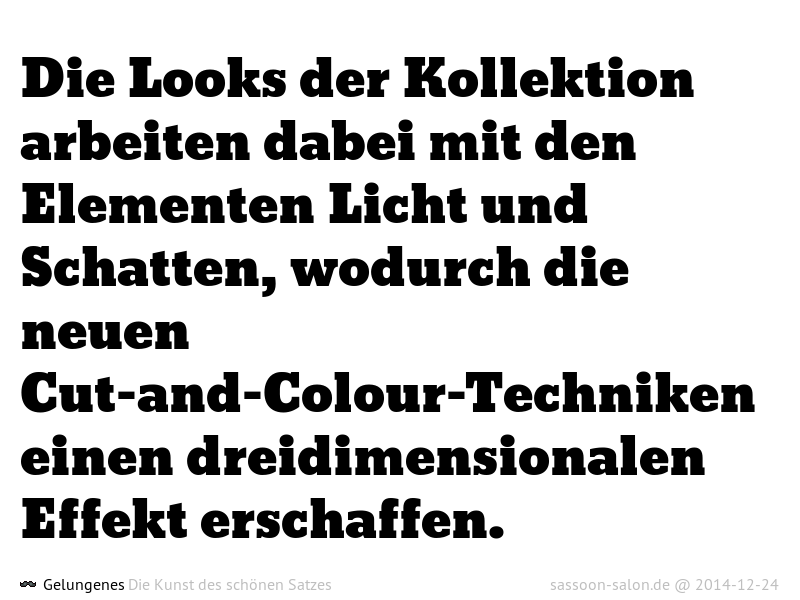 Die Looks der Kollektion
arbeiten dabei mit den
Elementen Licht und
Schatten, wodurch die
neuen
Cut-and-Colour-Techniken
einen dreidimensionalen
Effekt erschaffen.
Gelungenes Die Kunst des schönen Satzes
sassoon-salon.de @ 2014-12-24